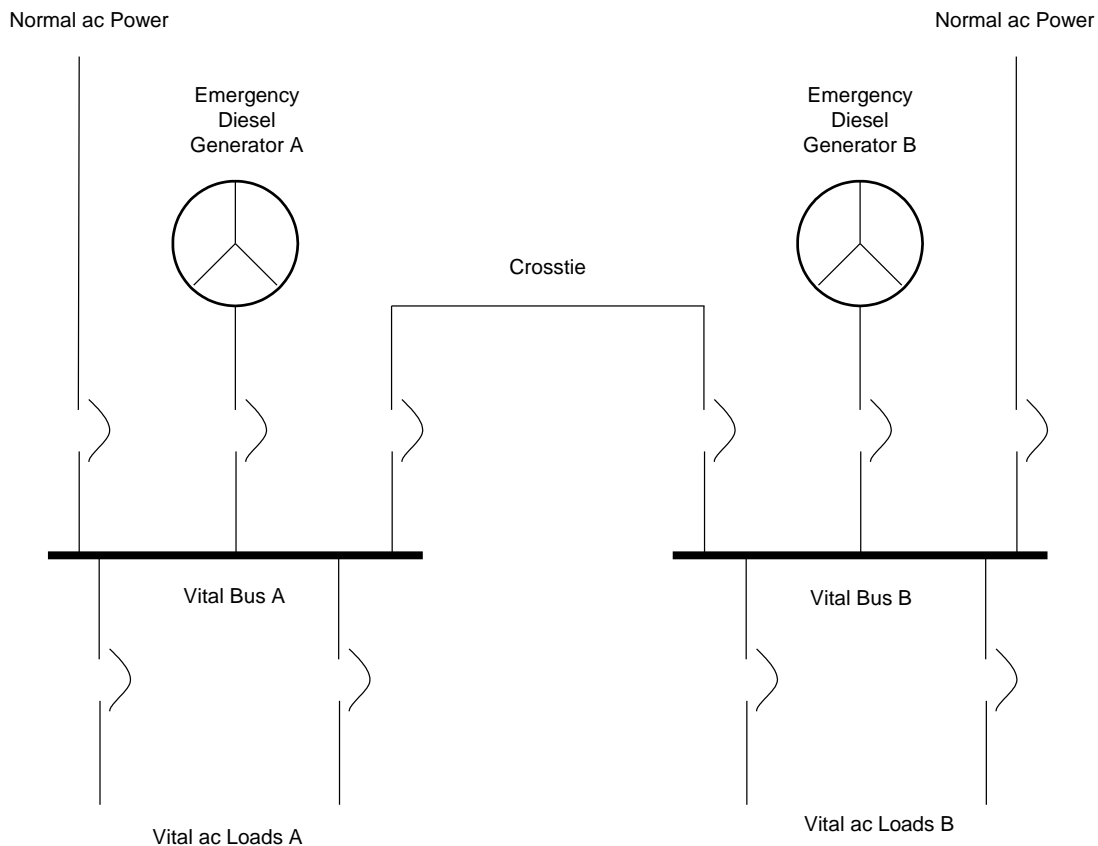 Normal ac Power
Normal ac Power
Emergency
Diesel
Generator A
Emergency
Diesel
Generator B
Crosstie
Vital Bus A
Vital Bus B
Vital ac Loads A
Vital ac Loads B